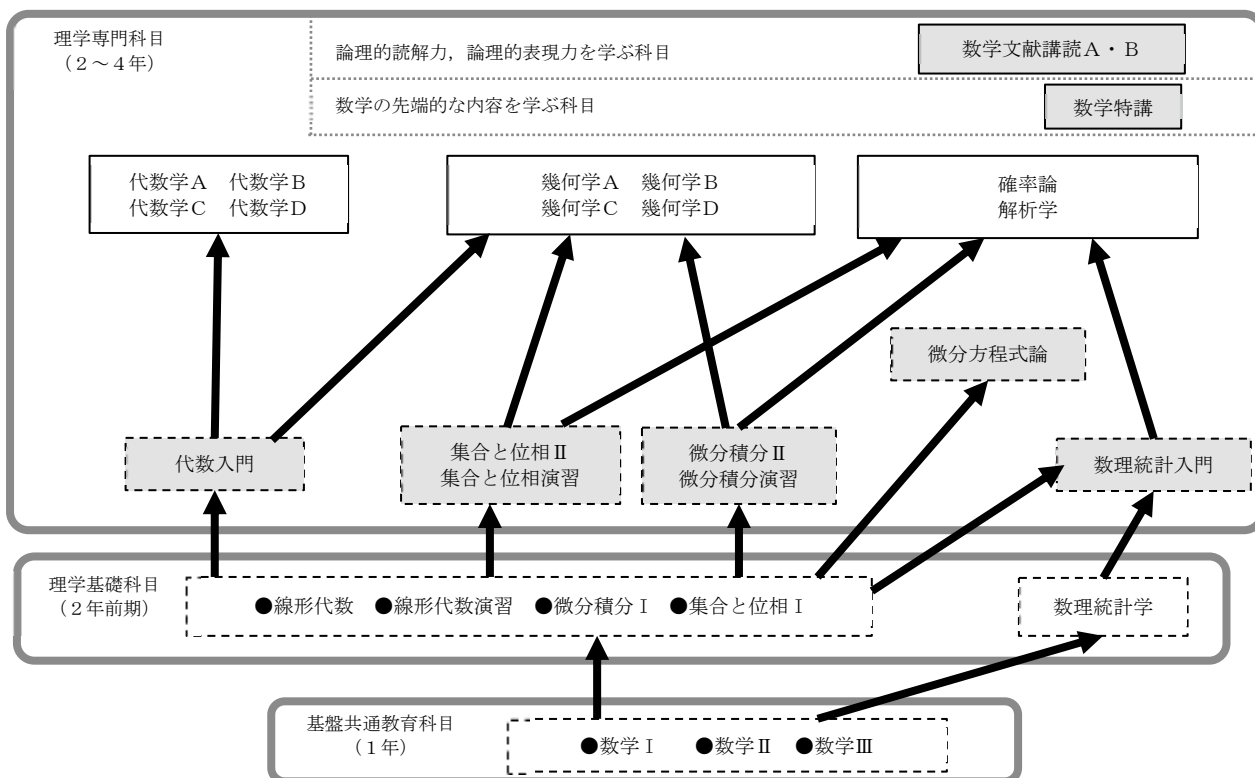 理学専門科目
(2~4年)
論理的読解力,論理的表現力を学ぶ科目
数学文献講読A・B
数学の先端的な内容を学ぶ科目
数学特講
代数学A 代数学B
代数学C 代数学D
幾何学A 幾何学B
幾何学C 幾何学D
確率論
解析学
微分方程式論
代数入門
集合と位相Ⅱ
集合と位相演習
微分積分Ⅱ
微分積分演習
数理統計入門
理学基礎科目
(2年前期)
●線形代数 ●線形代数演習 ●微分積分Ⅰ ●集合と位相Ⅰ
数理統計学
基盤共通教育科目
(1年)
●数学Ⅰ ●数学Ⅱ ●数学Ⅲ